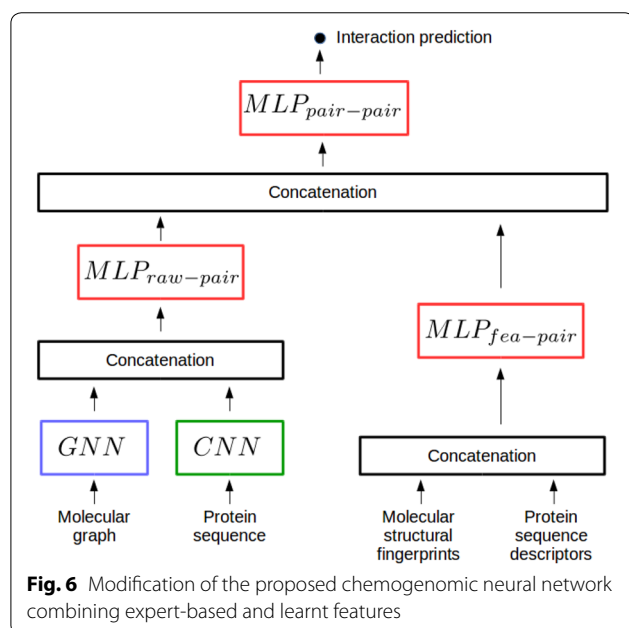 Interaction prediction
MLP_{pair-pair}
Concatenation
MLP_{raw-pair}
MLP_{fea-pair}
Concatenation
GNN
CNN
Concatenation
Molecular
graph
Protein
sequence
Molecular
structural
fingerprints
Protein
sequence
descriptors
Fig. 6 Modification of the proposed chemogenomic neural network
combining expert-based and learnt features